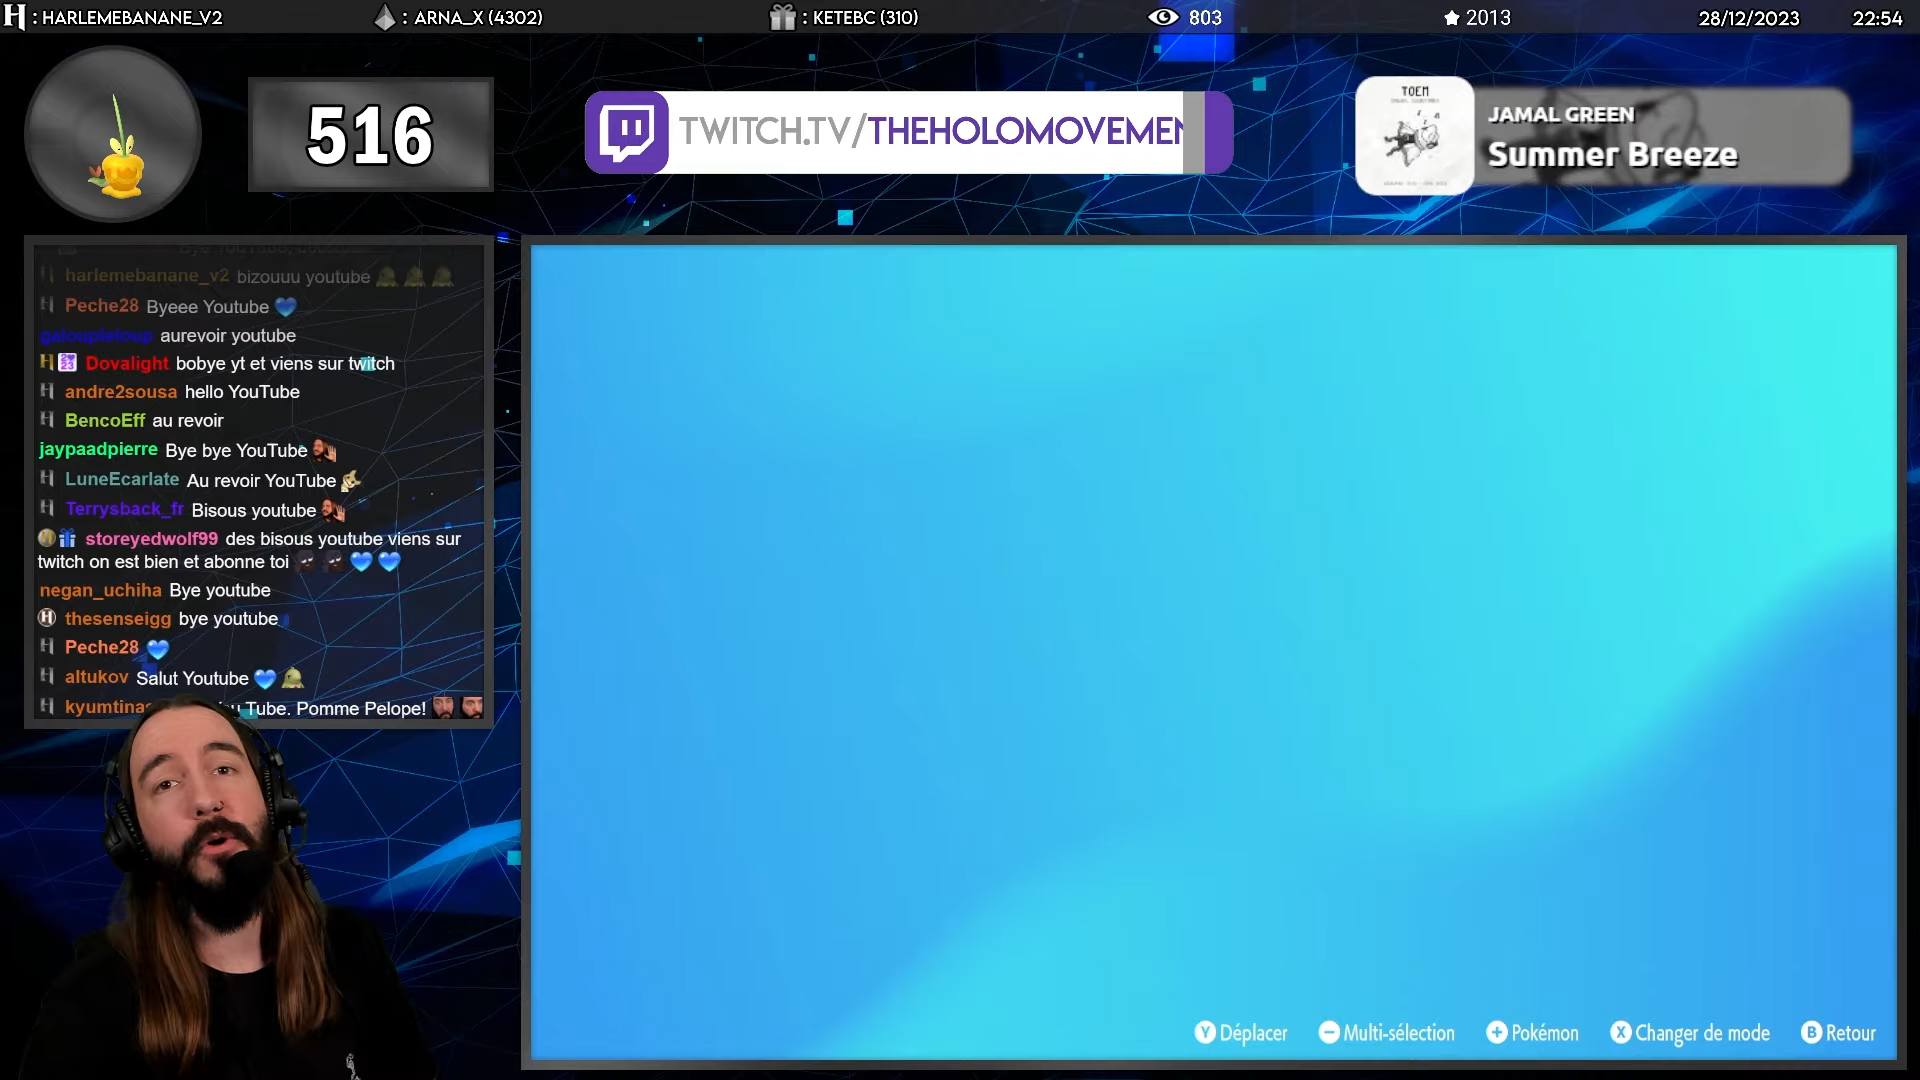 H : HARLEMEBANANE_V2
: ARNA_X (4302)
: KETEBC (310)
803
2013
28/12/2023
22:54
516
TWITCH.TV/THEHOLOMOVEMEN
TOEM
JAMAL GREEN
Summer Breeze
harlemebanane_v2 bizouuu youtube
Peche28 Byeee Youtube 💙
galoupleloup aurevoir youtube
Dovalight bobye yt et viens sur twitch
andre2sousa hello YouTube
BencoEff au revoir
jaypaadpierre Bye bye YouTube
LuneEcarlate Au revoir YouTube
Terrysback_fr Bisous youtube
storeyedwolf99 des bisous youtube viens sur
twitch on est bien et abonne toi 💙 💙
negan_uchiha Bye youtube
thesenseigg bye youtube
Peche28 💙
altukov Salut Youtube 💙
Tube. Pomme Pelope!
Y Déplacer
- Multi-sélection
+ Pokémon
X Changer de mode
B Retour